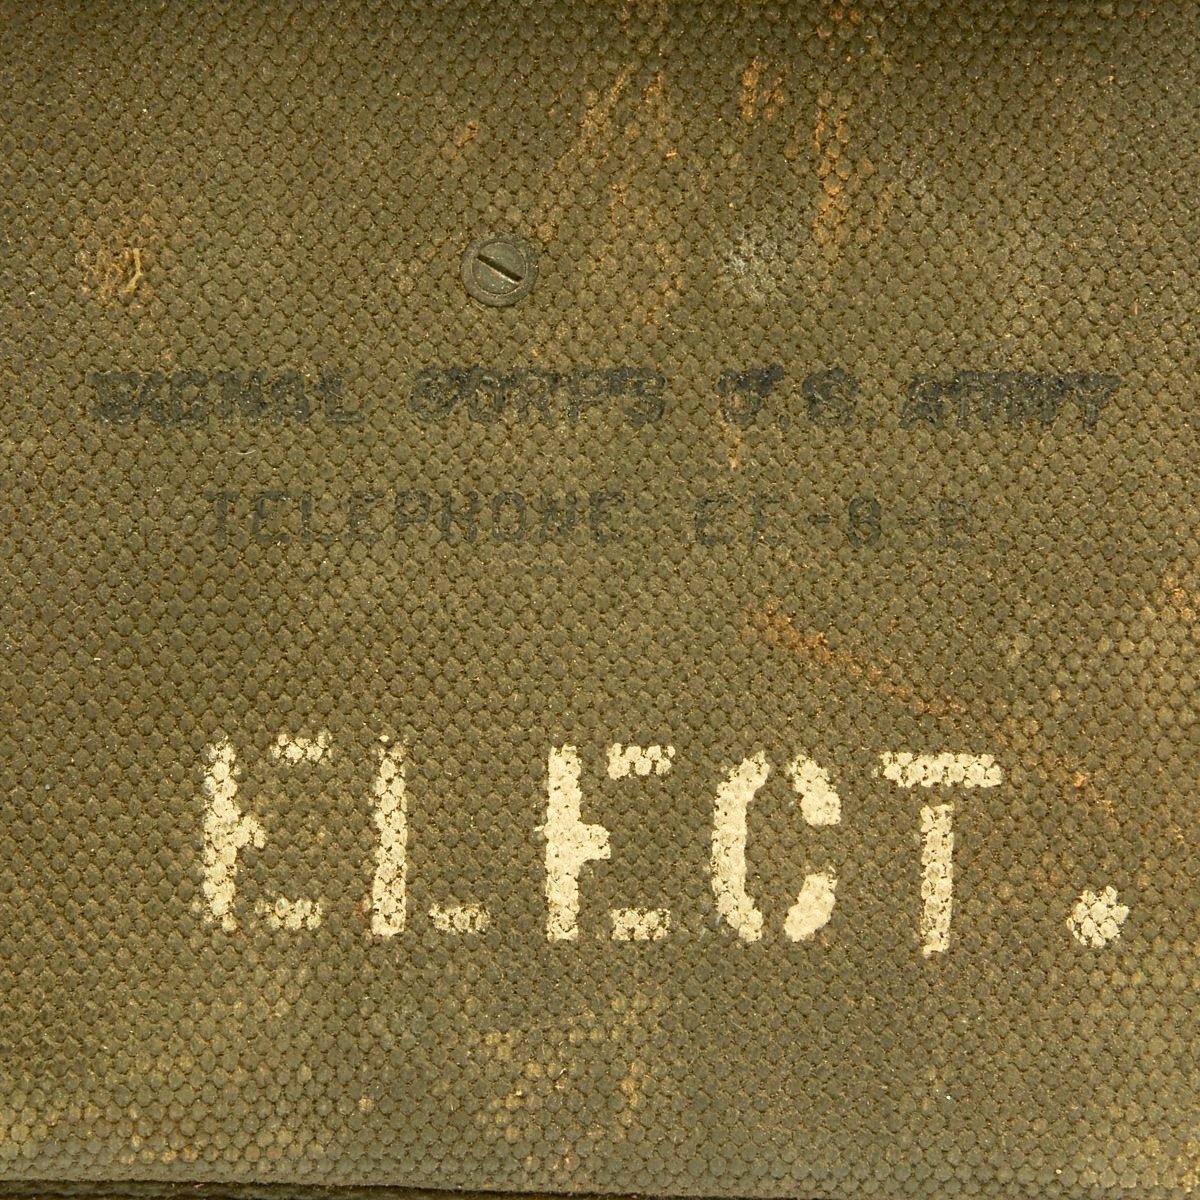 SIGNAL CORPS U.S ARMY
TELEPHONE EE-8-
ELECT.